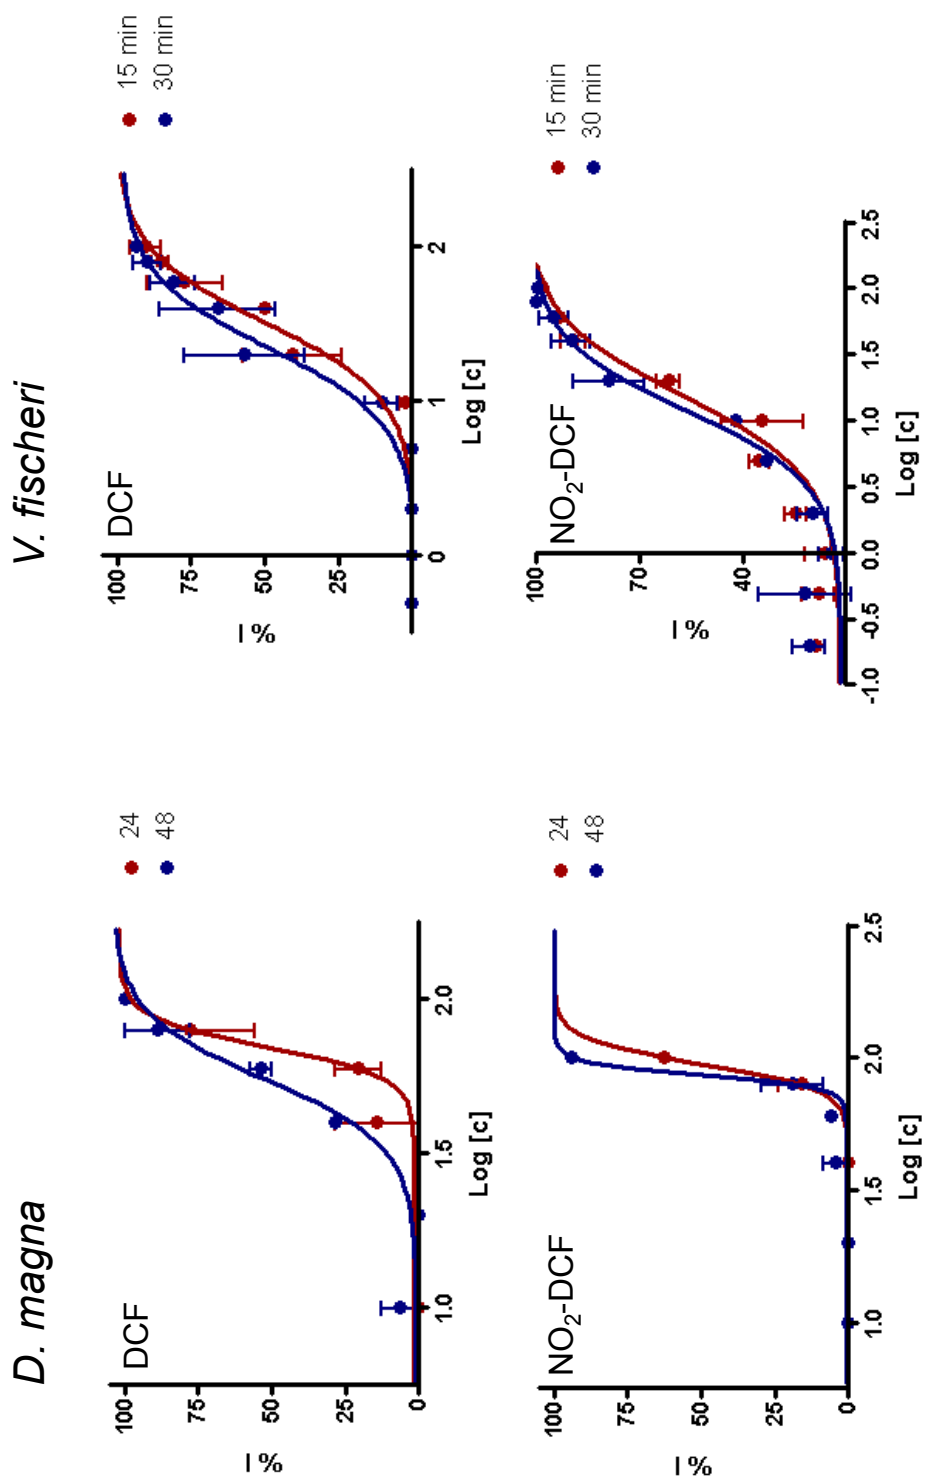 D. magna
V. fischeri
DCF
I %
100
75
50
25
0
1.0
1.5
2.0
Log [c]
24
48
DCF
I %
100
75
50
25
0
1
2
Log [c]
15 min
30 min
NO₂-DCF
I %
100
75
50
25
0
1.0
1.5
2.0
2.5
Log [c]
24
48
NO₂-DCF
I %
100
70
40
-1.0
-0.5
0.0
0.5
1.0
1.5
2.0
2.5
Log [c]
15 min
30 min